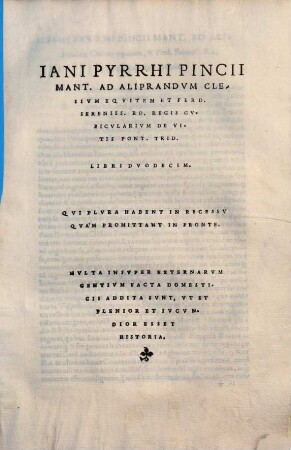 IANI PYRRHI PINCII
MANT. AD ALIPRANDVM CLE/
SIVM EQVITEM ET FERD.
SERENISS. RO. REGIS CV/
BICVLARIVM DE VI/
TIS PONT. TRID.
LIBRI DVODECIM.
QVI PLVRA HABENT IN RECESSV
QVAM PROMITTANT IN FRONTE.
MVLTA INSVPER EXTERNARVM
GENTIVM FACTA DOMESTI/
CIS ADDITA SVNT, VT ET
PLENIOR ET IVCVN/
DIOR ESSET
HISTORIA.